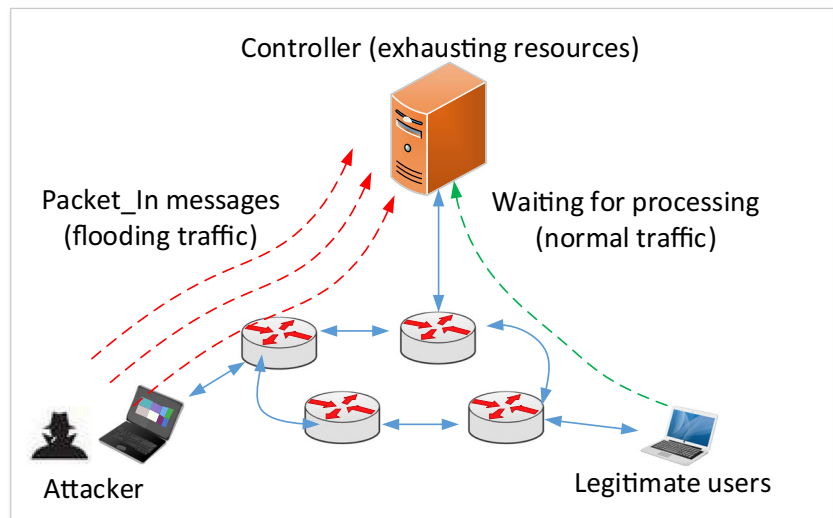 Controller (exhausting resources)
Packet_In messages
(flooding traffic)
Waiting for processing
(normal traffic)
Attacker
Legitimate users